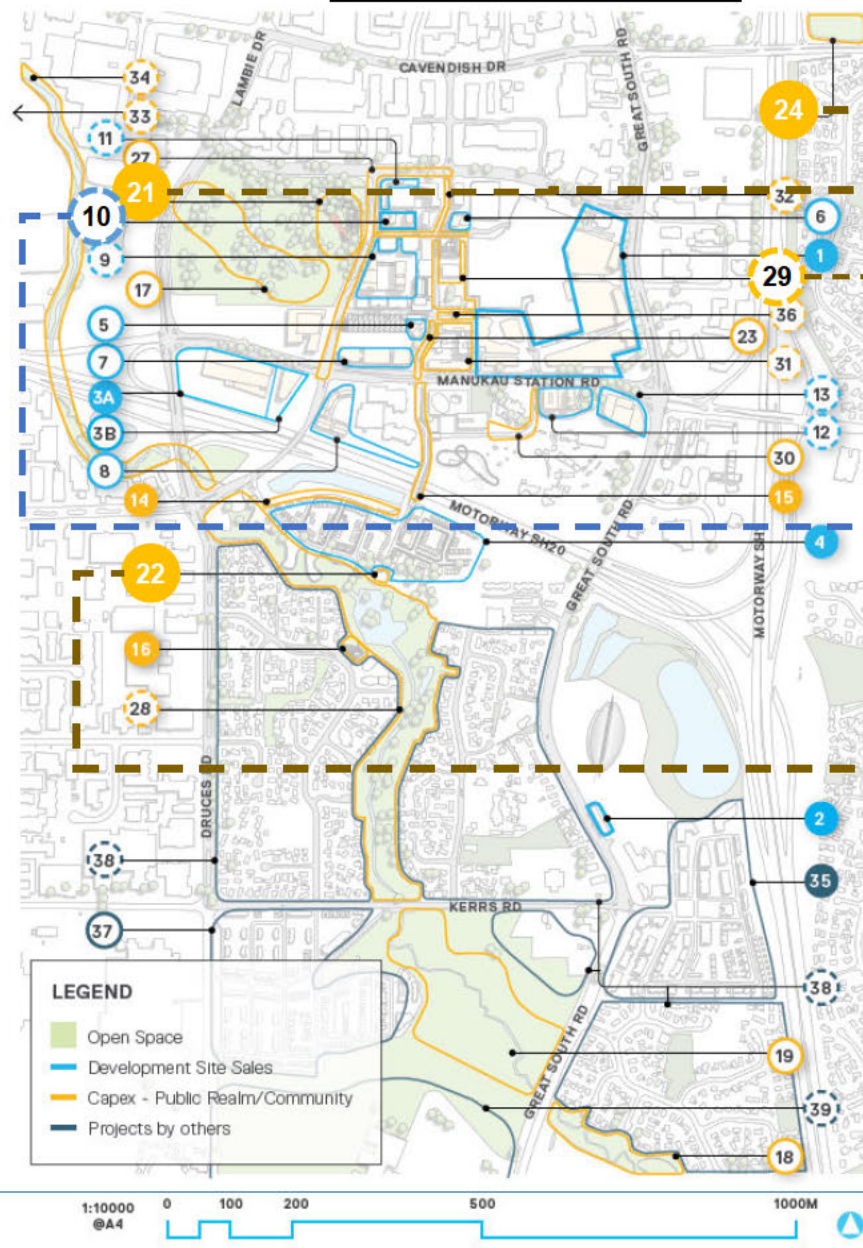 34
CAVENDISH DR
LAMBIE DR
GREAT SOUTH RD
24
33
11
27
21
32
10
6
9
1
29
17
36
5
23
7
31
MANUKAU STATION RD
3A
13
3B
12
8
30
14
15
MOTORWAY SH20
4
GREAT SOUTH RD
MOTORWAY SH
22
16
28
DRUCES RD
2
38
35
KERRS RD
37
LEGEND
38
Open Space
19
Development Site Sales
GREAT SOUTH RD
Capex - Public Realm/Community
39
Projects by others
18
1:10000
@A4
0 100 200 500 1000M